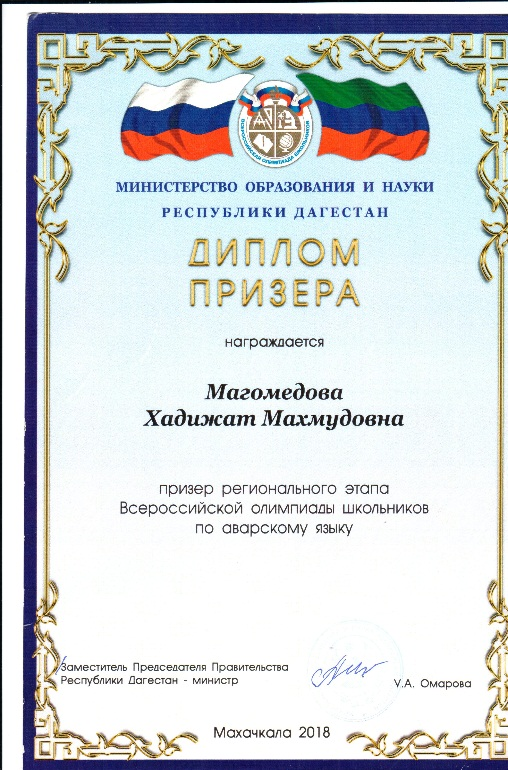 ВСЕРОССИЙСКАЯ ОЛИМПИАДА ШКОЛЬНИКОВ
МИНИСТЕРСТВО ОБРАЗОВАНИЯ И НАУКИ
РЕСПУБЛИКИ ДАГЕСТАН
ДИПЛОМ
ПРИЗЕРА
награждается
Магомедова
Хадижат Махмудовна
призер регионального этапа
Всероссийской олимпиады школьников
по аварскому языку
Заместитель Председателя Правительства
Республики Дагестан - министр
У.А. Омарова
Махачкала 2018